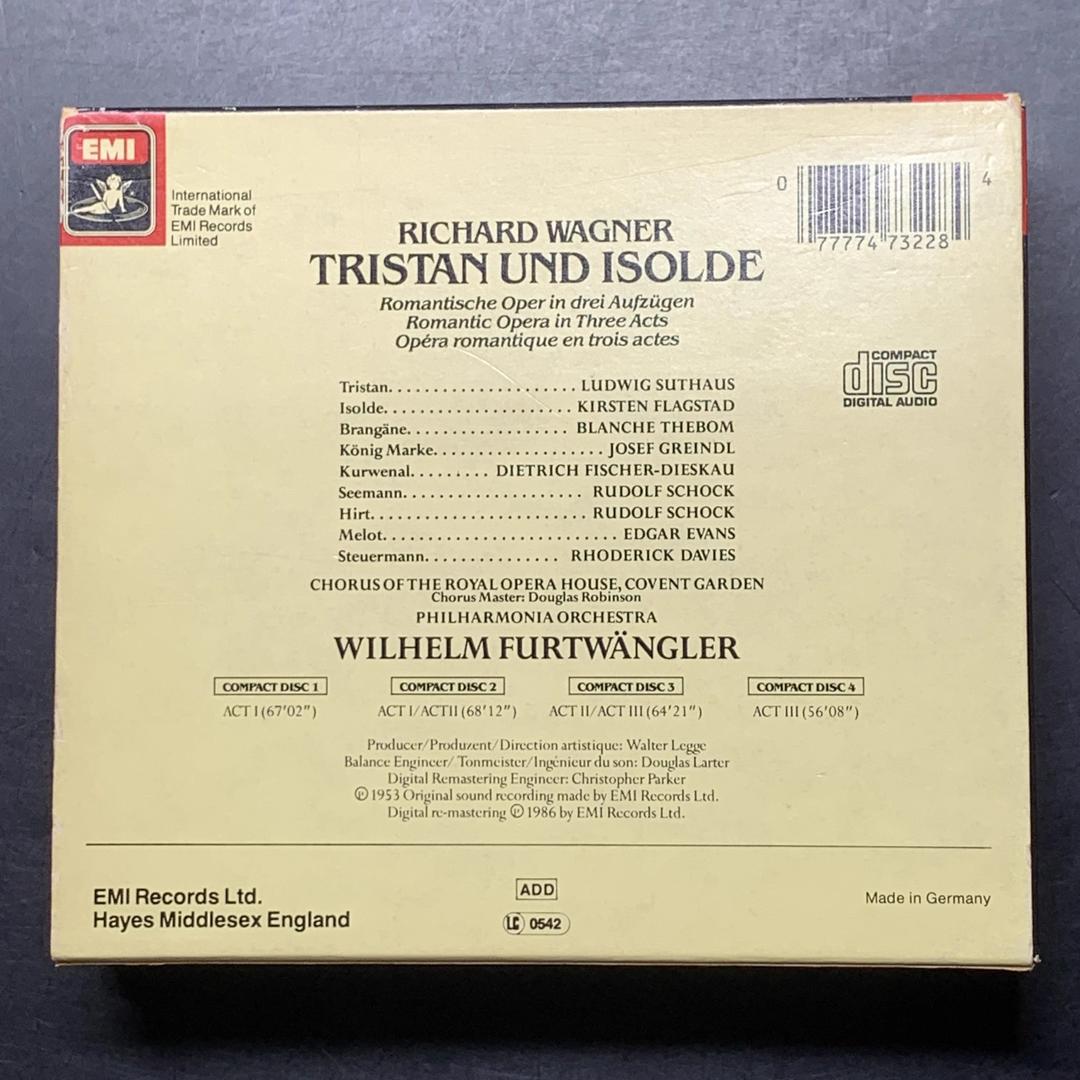 EMI
International
Trade Mark of
EMI Records
Limited
0 77774 73228 4
RICHARD WAGNER
TRISTAN UND ISOLDE
Romantische Oper in drei Aufzügen
Romantic Opera in Three Acts
Opéra romantique en trois actes
COMPACT
disc
DIGITAL AUDIO
Tristan..................... LUDWIG SUTHAUS
Isolde..................... KIRSTEN FLAGSTAD
Brangäne.................. BLANCHE THEBOM
König Marke................... JOSEF GREINDL
Kurwenal......... DIETRICH FISCHER-DIESKAU
Seemann.................... RUDOLF SCHOCK
Hirt........................ RUDOLF SCHOCK
Melot.......................... EDGAR EVANS
Steuermann............... RHODERICK DAVIES
CHORUS OF THE ROYAL OPERA HOUSE, COVENT GARDEN
Chorus Master: Douglas Robinson
PHILHARMONIA ORCHESTRA
WILHELM FURTWÄNGLER
COMPACT DISC 1 COMPACT DISC 2 COMPACT DISC 3 COMPACT DISC 4
ACT I (67′02″) ACT I/ACT II (68′12″) ACT II/ACT III (64′21″) ACT III (56′08″)
Producer/Produzent/Direction artistique: Walter Legge
Balance Engineer/Tonmeister/Ingénieur du son: Douglas Larter
Digital Remastering Engineer: Christopher Parker
℗ 1953 Original sound recording made by EMI Records Ltd.
Digital re-mastering ℗ 1986 by EMI Records Ltd.
EMI Records Ltd.
Hayes Middlesex England
ADD
LC 0542
Made in Germany